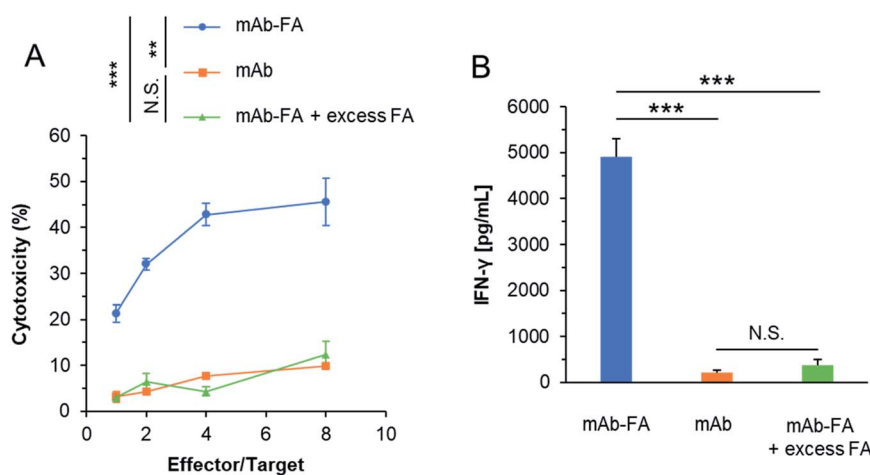 A
***
**
N.S.
mAb-FA
mAb
mAb-FA + excess FA
60
50
40
30
20
10
0
Cytotoxicity (%)
0 2 4 6 8 10
Effector/Target
B
***
***
N.S.
6000
5000
4000
3000
2000
1000
0
IFN-γ [pg/mL]
mAb-FA mAb mAb-FA
+ excess FA